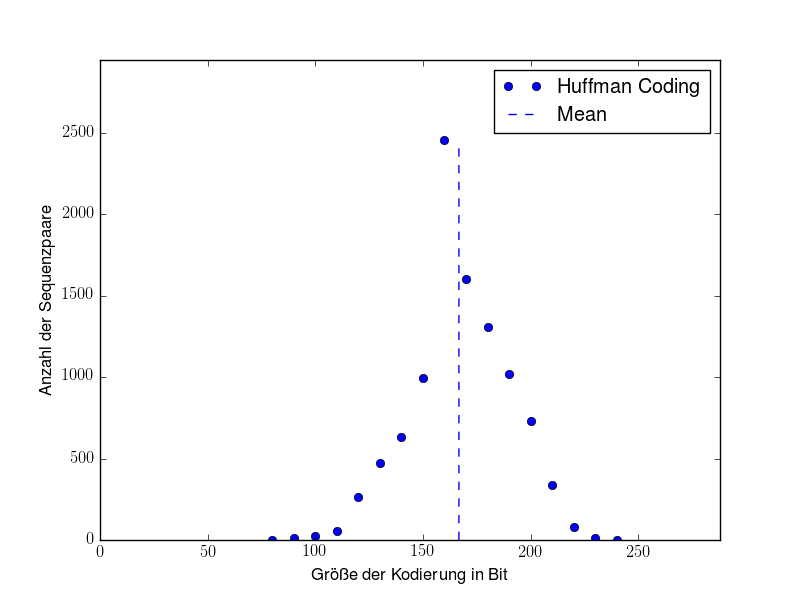 Huffman Coding
Mean
2500
2000
1500
1000
500
0
0 50 100 150 200 250
Anzahl der Sequenzpaare
Größe der Kodierung in Bit